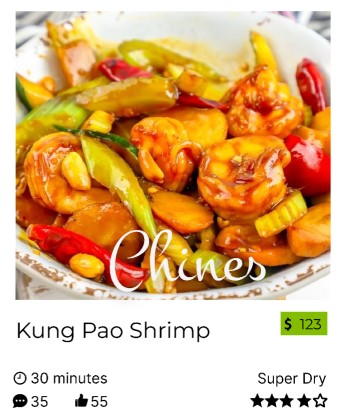 Chines
Kung Pao Shrimp
$ 123
30 minutes
Super Dry
35
55